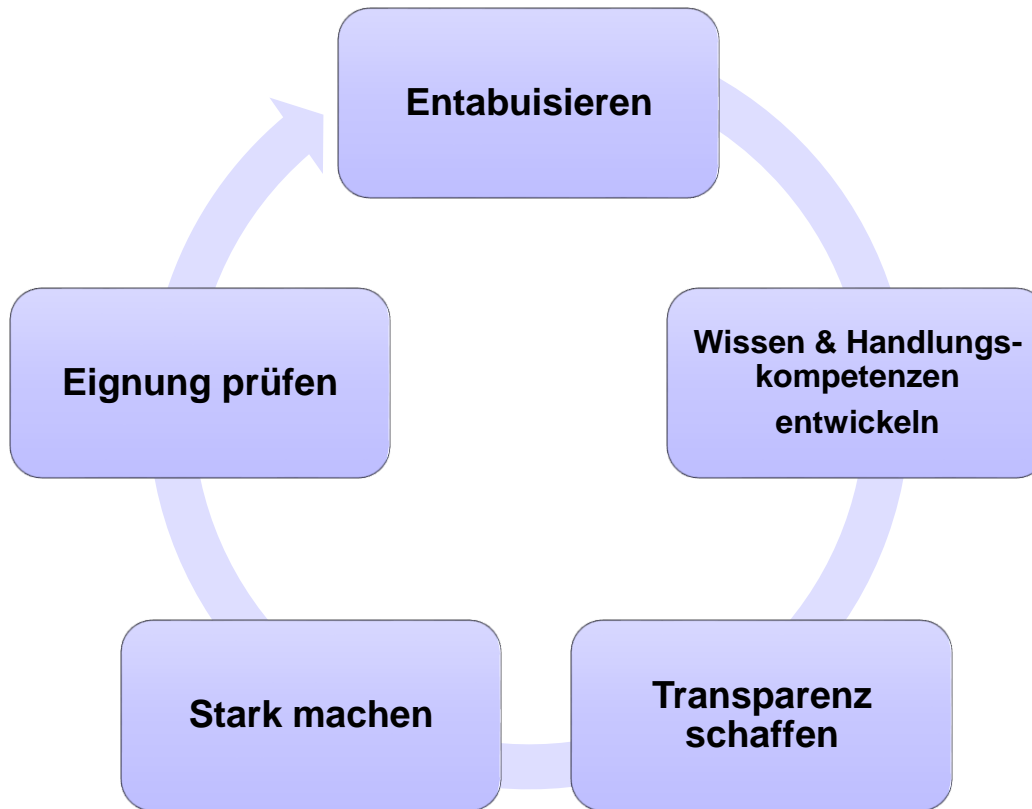 Entabuisieren
Wissen & Handlungs-
kompetenzen
entwickeln
Transparenz
schaffen
Stark machen
Eignung prüfen